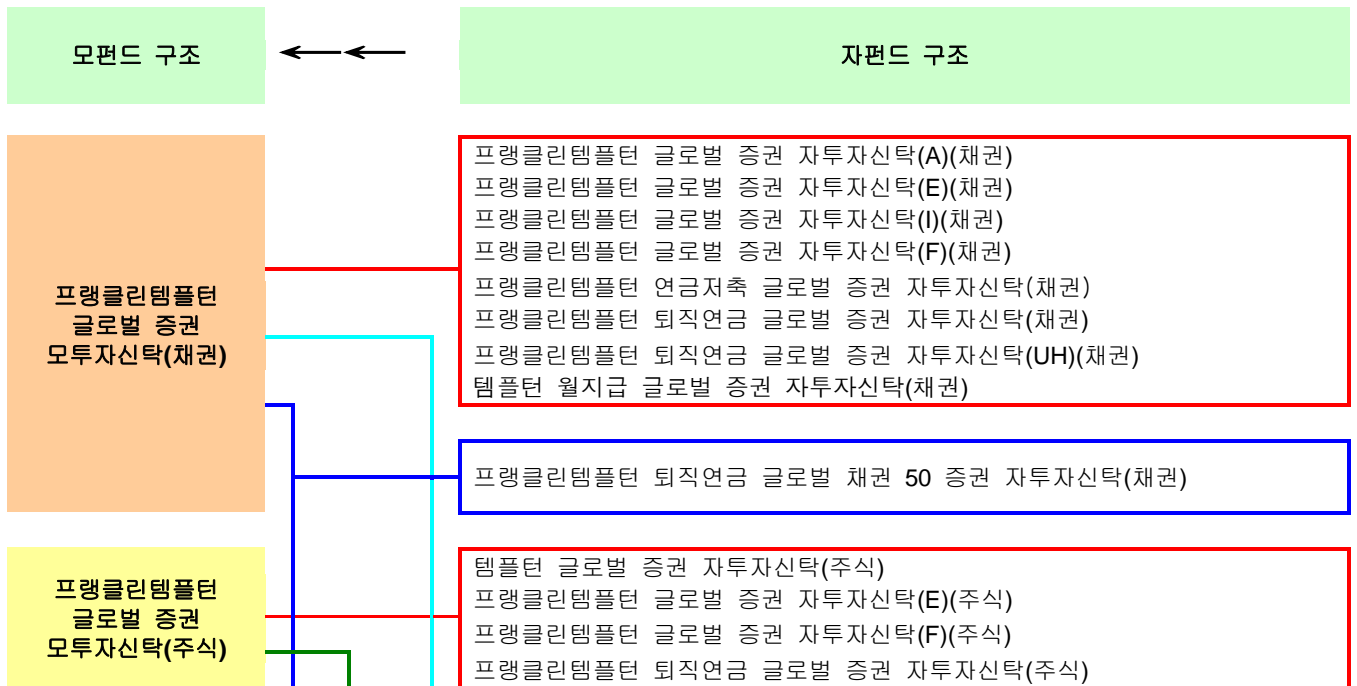 모펀드 구조
자펀드 구조
프랭클린템플턴
글로벌 증권
모투자신탁(채권)
프랭클린템플턴 글로벌 증권 자투자신탁(A)(채권)
프랭클린템플턴 글로벌 증권 자투자신탁(E)(채권)
프랭클린템플턴 글로벌 증권 자투자신탁(I)(채권)
프랭클린템플턴 글로벌 증권 자투자신탁(F)(채권)
프랭클린템플턴 연금저축 글로벌 증권 자투자신탁(채권)
프랭클린템플턴 퇴직연금 글로벌 증권 자투자신탁(채권)
프랭클린템플턴 퇴직연금 글로벌 증권 자투자신탁(UH)(채권)
템플턴 월지급 글로벌 증권 자투자신탁(채권)
프랭클린템플턴 퇴직연금 글로벌 채권 50 증권 자투자신탁(채권)
프랭클린템플턴
글로벌 증권
모투자신탁(주식)
템플턴 글로벌 증권 자투자신탁(주식)
프랭클린템플턴 글로벌 증권 자투자신탁(E)(주식)
프랭클린템플턴 글로벌 증권 자투자신탁(F)(주식)
프랭클린템플턴 퇴직연금 글로벌 증권 자투자신탁(주식)